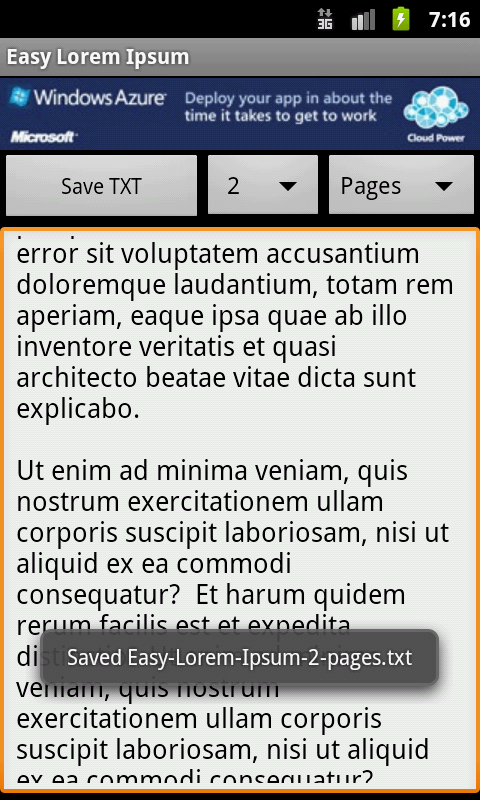 3G 7:16
Easy Lorem Ipsum
Windows Azure Deploy your app in about the
time it takes to get to work
Microsoft Cloud Power
Save TXT 2 Pages
error sit voluptatem accusantium
doloremque laudantium, totam rem
aperiam, eaque ipsa quae ab illo
inventore veritatis et quasi
architecto beatae vitae dicta sunt
explicabo.
Ut enim ad minima veniam, quis
nostrum exercitationem ullam
corporis suscipit laboriosam, nisi ut
aliquid ex ea commodi
consequatur?  Et harum quidem
rerum facilis est et expedita
Saved Easy-Lorem-Ipsum-2-pages.txt
veniam, quis nostrum
exercitationem ullam corporis
suscipit laboriosam, nisi ut aliquid
ex ea commodi consequatur?